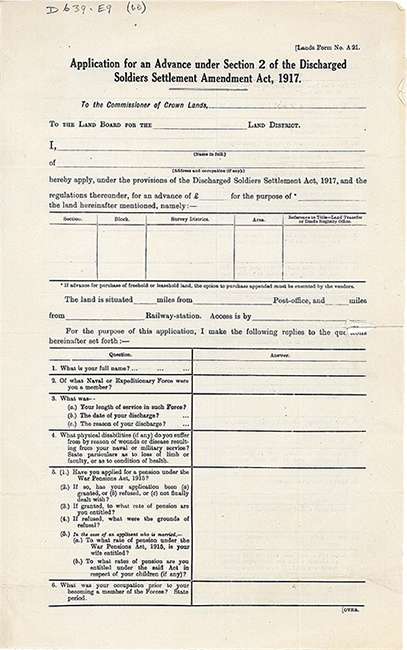 D 639.E9 (60)
[Lands Form No. A 21.
Application for an Advance under Section 2 of the Discharged
Soldiers Settlement Amendment Act, 1917.
To the Commissioner of Crown Lands,
To the Land Board for the Land District.
I,
(Name in full.)
of
(Address and occupation (if any).)
hereby apply, under the provisions of the Discharged Soldiers Settlement Act, 1917, and the
regulations thereunder, for an advance of £ for the purpose of *
the land hereinafter mentioned, namely:—
Section. Block. Survey District. Area. Reference to Title—Land Transfer
or Deeds Registry Office.
* If advance for purchase of freehold or leasehold land, the option to purchase appended must be executed by the vendors.
The land is situated miles from Post-office, and miles
from Railway-station. Access is by
For the purpose of this application, I make the following replies to the
hereinafter set forth:—
Question. Answer.
1. What is your full name? ... ... ...
2. Of what Naval or Expeditionary Force were
you a member?
3. What was—
(a.) Your length of service in such Force?
(b.) The date of your discharge? ...
(c.) The reason of your discharge? ...
4. What physical disabilities (if any) do you suffer
from by reason of wounds or disease result-
ing from your naval or military service?
State particulars as to loss of limb or
faculty, or as to condition of health.
5. (1.) Have you applied for a pension under the
War Pensions Act, 1915?
(2.) If so, has your application been (a)
granted, or (b) refused, or (c) not finally
dealt with?
(3.) If granted, to what rate of pension are
you entitled?
(4.) If refused, what were the grounds of
refusal?
(5.) In the case of an applicant who is married,—
(a.) To what rate of pension under the
War Pensions Act, 1915, is your
wife entitled?
(b.) To what rates of pension are you
entitled under the said Act in
respect of your children (if any)?
6. What was your occupation prior to your
becoming a member of the Forces? State
period.
[OVER.